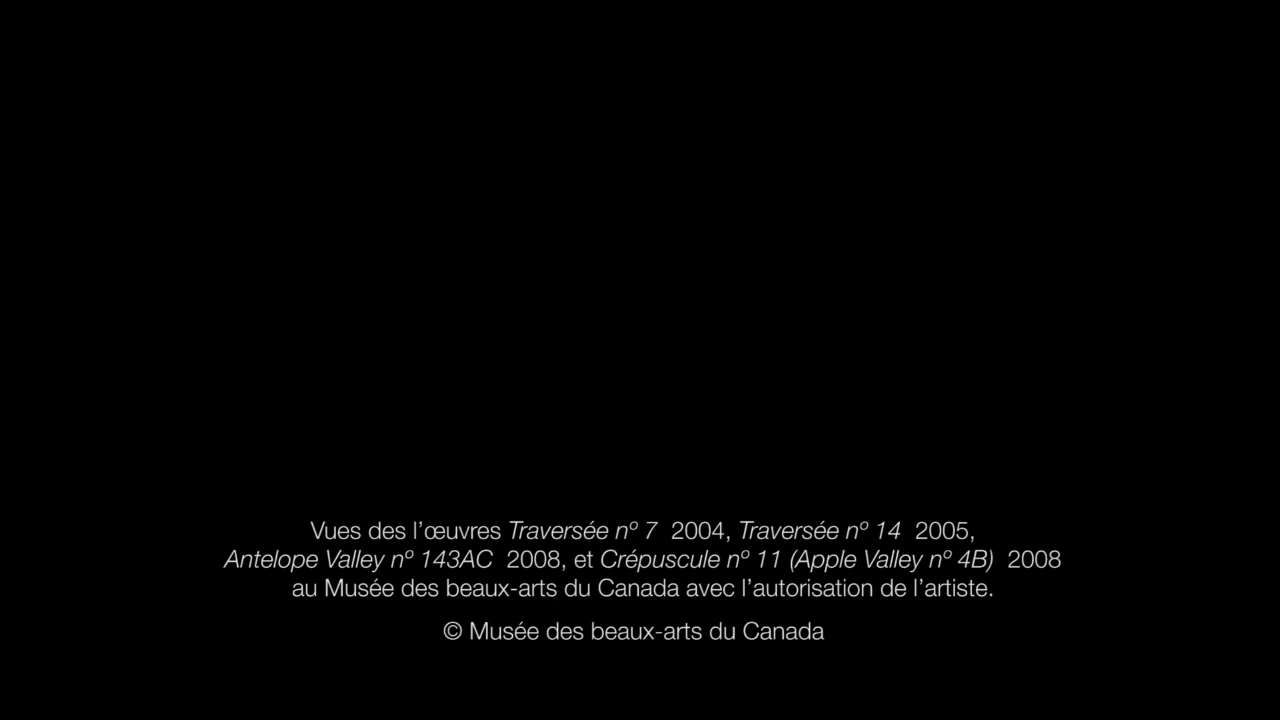 Vues des l’œuvres Traversée nº 7 2004, Traversée nº 14 2005,
Antelope Valley nº 143AC 2008, et Crépuscule nº 11 (Apple Valley nº 4B) 2008
au Musée des beaux-arts du Canada avec l’autorisation de l’artiste.
© Musée des beaux-arts du Canada